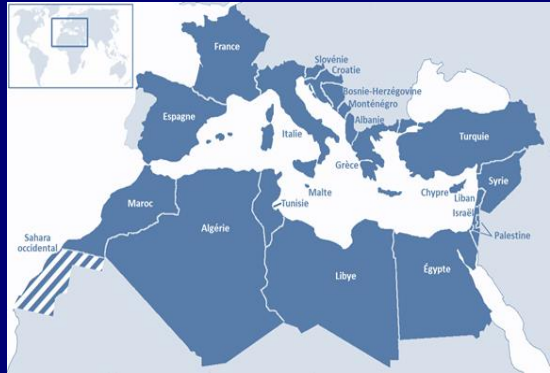 France
Slovénie
Croatie
Bosnie-Herzégovine
Monténégro
Albanie
Espagne
Italie
Turquie
Grèce
Syrie
Malte
Chypre
Liban
Tunisie
Israël
Maroc
Algérie
Palestine
Sahara
occidental
Libye
Égypte